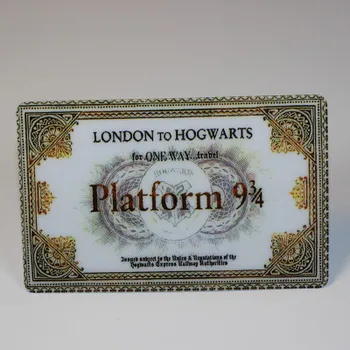 LONDON TO HOGWARTS
for ONE WAY...travel
Platform 9¾
Issued subject to the Rules & Regulations of the
Hogwarts Express Railway Authorities